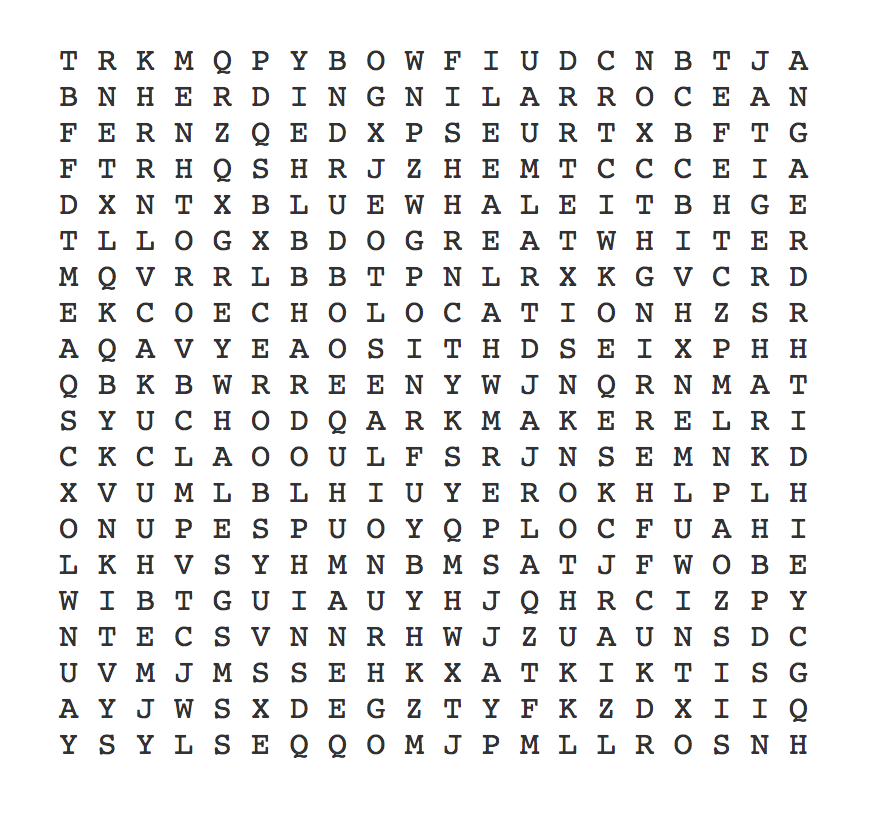 T R K M Q P Y B O W F I U D C N B T J A
B N H E R D I N G N I L A R R O C E A N
F E R N Z Q E D X P S E U R T X B F T G
F T R H Q S H R J Z H E M T C C C E I A
D X N T X B L U E W H A L E I T B H G E
T L L O G X B D O G R E A T W H I T E R
M Q V R R L B B T P N L R X K G V C R D
E K C O E C H O L O C A T I O N H Z S R
A Q A V Y E A O S I T H D S E I X P H H
Q B K B W R R E E N Y W J N Q R N M A T
S Y U C H O D Q A R K M A K E R E L R I
C K C L A O O U L F S R J N S E M N K D
X V U M L B L H I U Y E R O K H L P L H
O N U P E S P U O Y Q P L O C F U A H I
L K H V S Y H M N B M S A T J F W O B E
W I B T G U I A U Y H J Q H R C I Z P Y
N T E C S V N N R H W J Z U A U N S D C
U V M J M S S E H K X A T K I K T I S G
A Y J W S X D E G Z T Y F K Z D X I I Q
Y S Y L S E Q Q O M J P M L L R O S N H